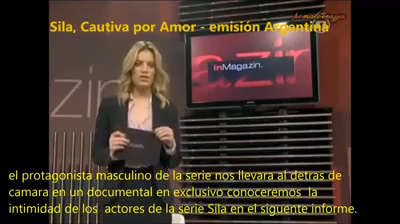 Sila, Cautiva por Amor - emisión Argentina
inMagazin.
azin
el protagonista masculino de la serie nos llevara al detras de
camara en un documental en exclusivo conoceremos la
intimidad de los actores de la serie Sila en el siguente informe.